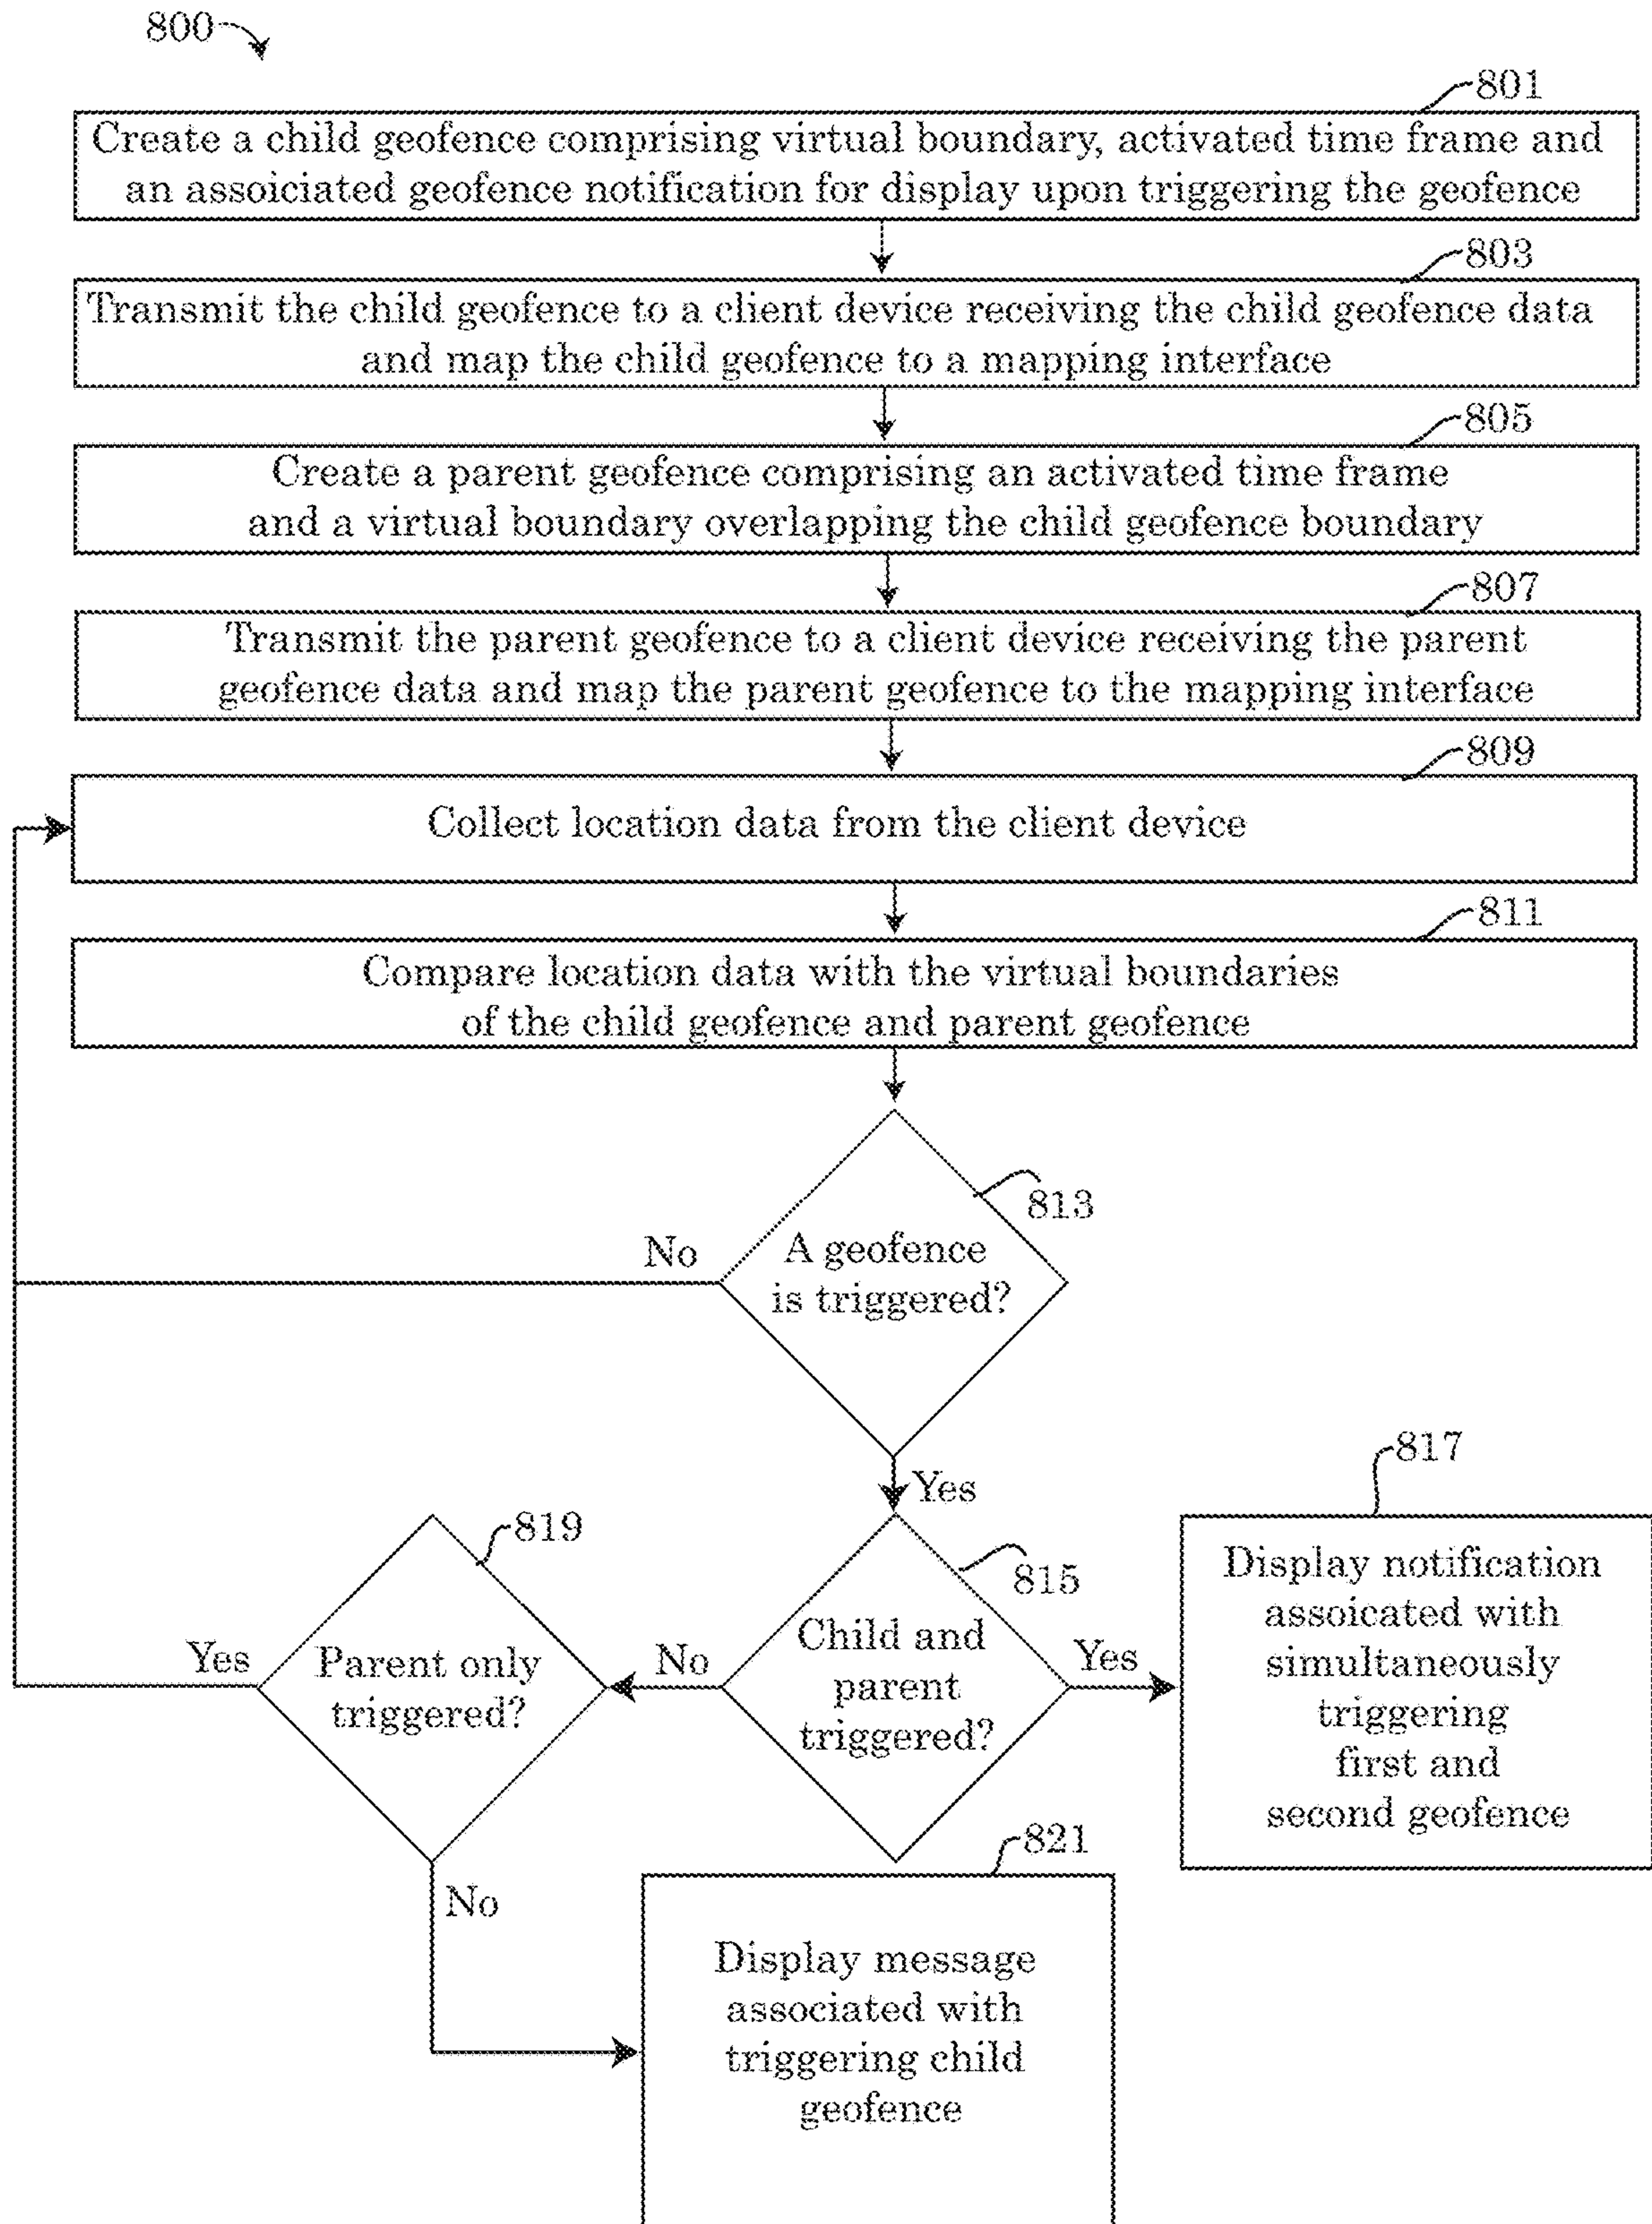 800
801
Create a child geofence comprising virtual boundary, activated time frame and
an assoiciated geofence notification for display upon triggering the geofence
803
Transmit the child geofence to a client device receiving the child geofence data
and map the child geofence to a mapping interface
805
Create a parent geofence comprising an activated time frame
and a virtual boundary overlapping the child geofence boundary
807
Transmit the parent geofence to a client device receiving the parent
geofence data and map the parent geofence to the mapping interface
809
Collect location data from the client device
811
Compare location data with the virtual boundaries
of the child geofence and parent geofence
813
No
A geofence
is triggered?
Yes
817
819
815
Yes
Parent only
triggered?
No
Child and
parent
triggered?
Yes
Display notification
assoicated with
simultaneously
triggering
first and
second geofence
821
No
Display message
associated with
triggering child
geofence